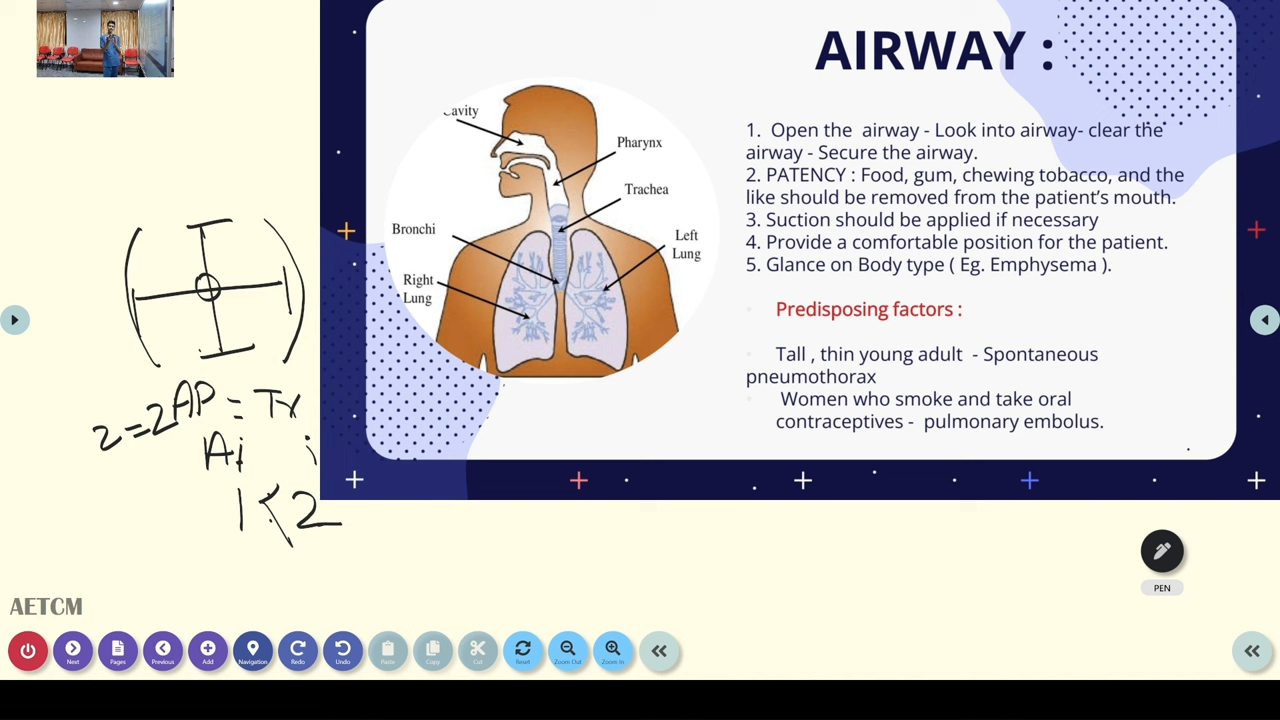 AIRWAY :
avity
Pharynx
Trachea
Bronchi
Left
Lung
Right
Lung
1. Open the airway - Look into airway- clear the
airway - Secure the airway.
2. PATENCY : Food, gum, chewing tobacco, and the
like should be removed from the patient’s mouth.
3. Suction should be applied if necessary
4. Provide a comfortable position for the patient.
5. Glance on Body type ( Eg. Emphysema ).
Predisposing factors :
Tall , thin young adult - Spontaneous
pneumothorax
Women who smoke and take oral
contraceptives - pulmonary embolus.
2=2 AP = Tr
1 < 2
PEN
AETCM
Next
Pages
Previous
Add
Navigation
Redo
Undo
Paste
Copy
Cut
Reset
Zoom Out
Zoom In